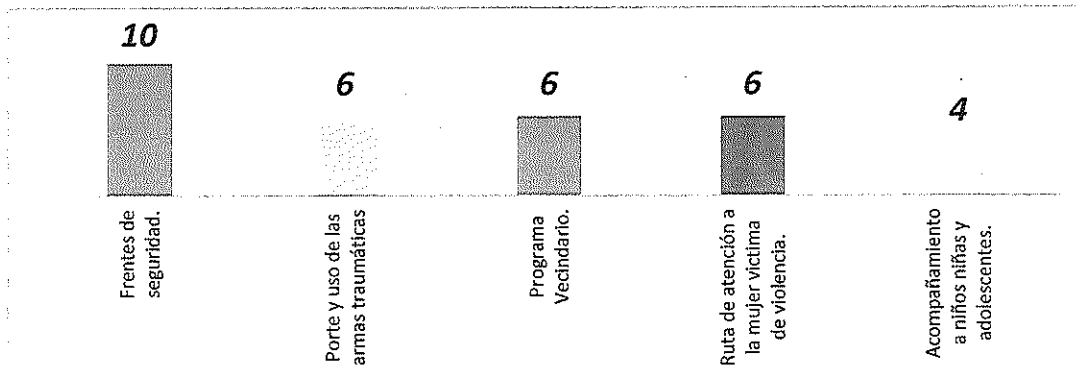 10
6
6
6
4
Frentes de
seguridad.
Porte y uso de las
armas traumáticas
Programa
Vecindario.
Ruta de atención a
la mujer victima
de violencia.
Acompañamiento
a niños niñas y
adolescentes.